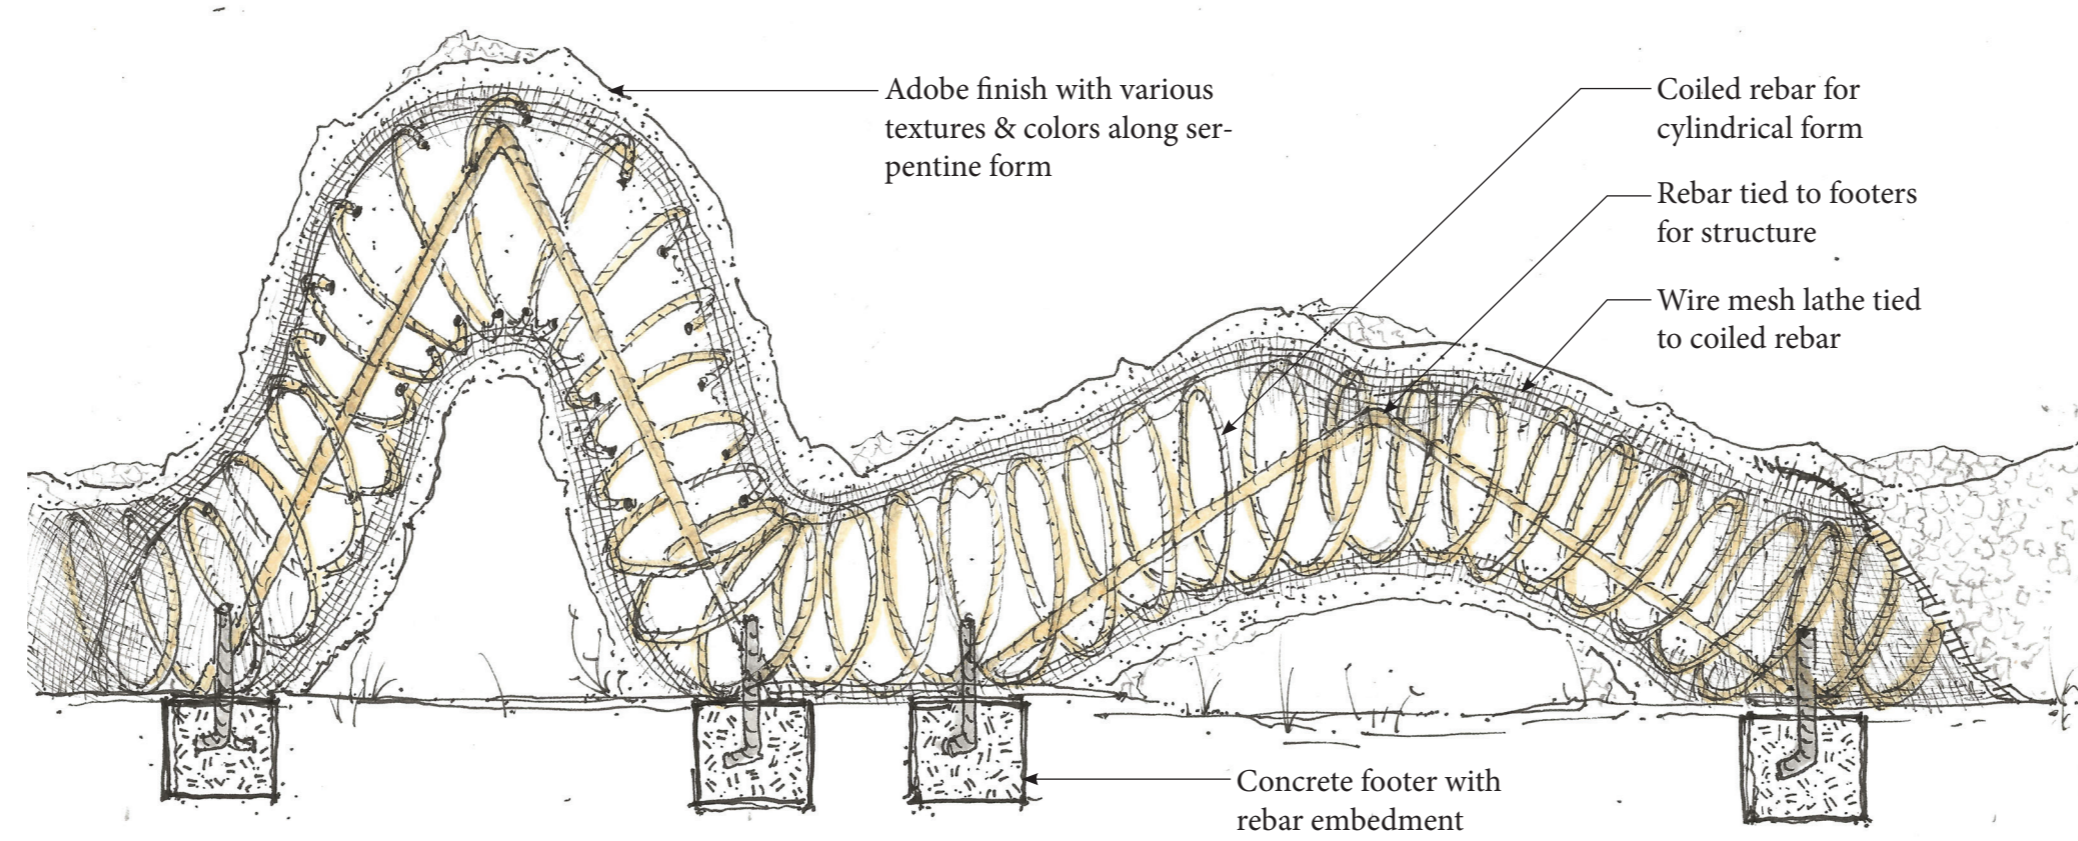 Adobe finish with various
textures & colors along ser-
pentine form
Coiled rebar for
cylindrical form
Rebar tied to footers
for structure
Wire mesh lathe tied
to coiled rebar
Concrete footer with
rebar embedment